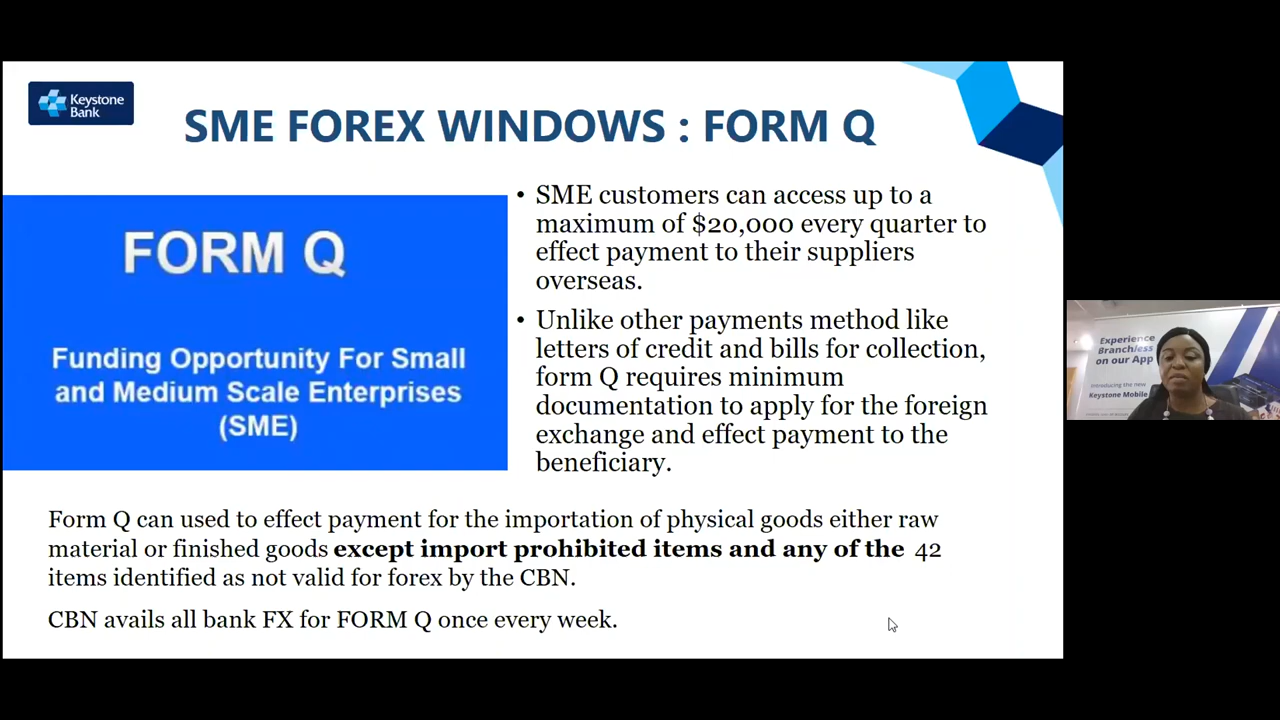 Keystone
Bank
SME FOREX WINDOWS : FORM Q
FORM Q
Funding Opportunity For Small
and Medium Scale Enterprises
(SME)
• SME customers can access up to a
maximum of $20,000 every quarter to
effect payment to their suppliers
overseas.
• Unlike other payments method like
letters of credit and bills for collection,
form Q requires minimum
documentation to apply for the foreign
exchange and effect payment to the
beneficiary.
Form Q can used to effect payment for the importation of physical goods either raw
material or finished goods except import prohibited items and any of the 42
items identified as not valid for forex by the CBN.
CBN avails all bank FX for FORM Q once every week.
Experience
Branchless
on our App
Introducing the new
Keystone Mobile